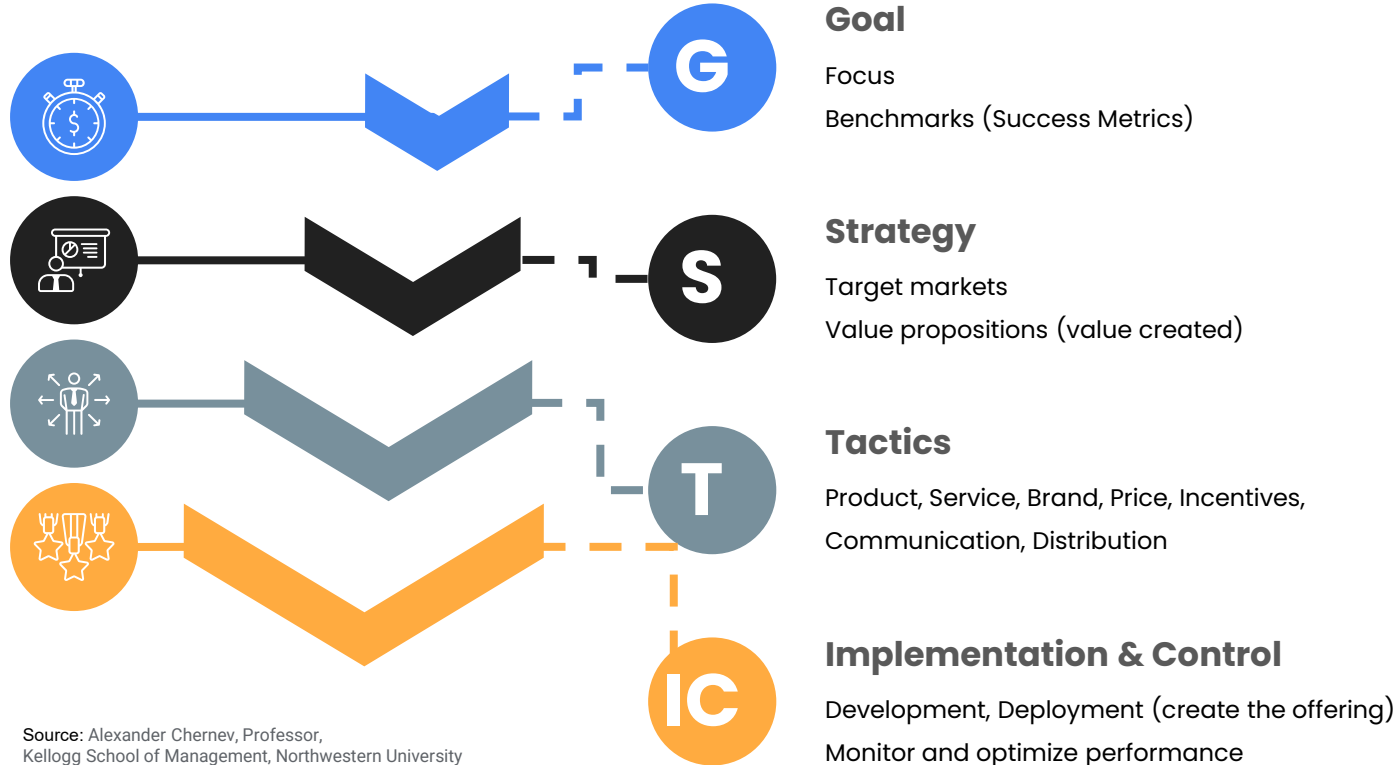 G
Goal
Focus
Benchmarks (Success Metrics)
$
S
Strategy
Target markets
Value propositions (value created)
T
Tactics
Product, Service, Brand, Price, Incentives,
Communication, Distribution
IC
Implementation & Control
Development, Deployment (create the offering)
Monitor and optimize performance
Source: Alexander Chernev, Professor,
Kellogg School of Management, Northwestern University